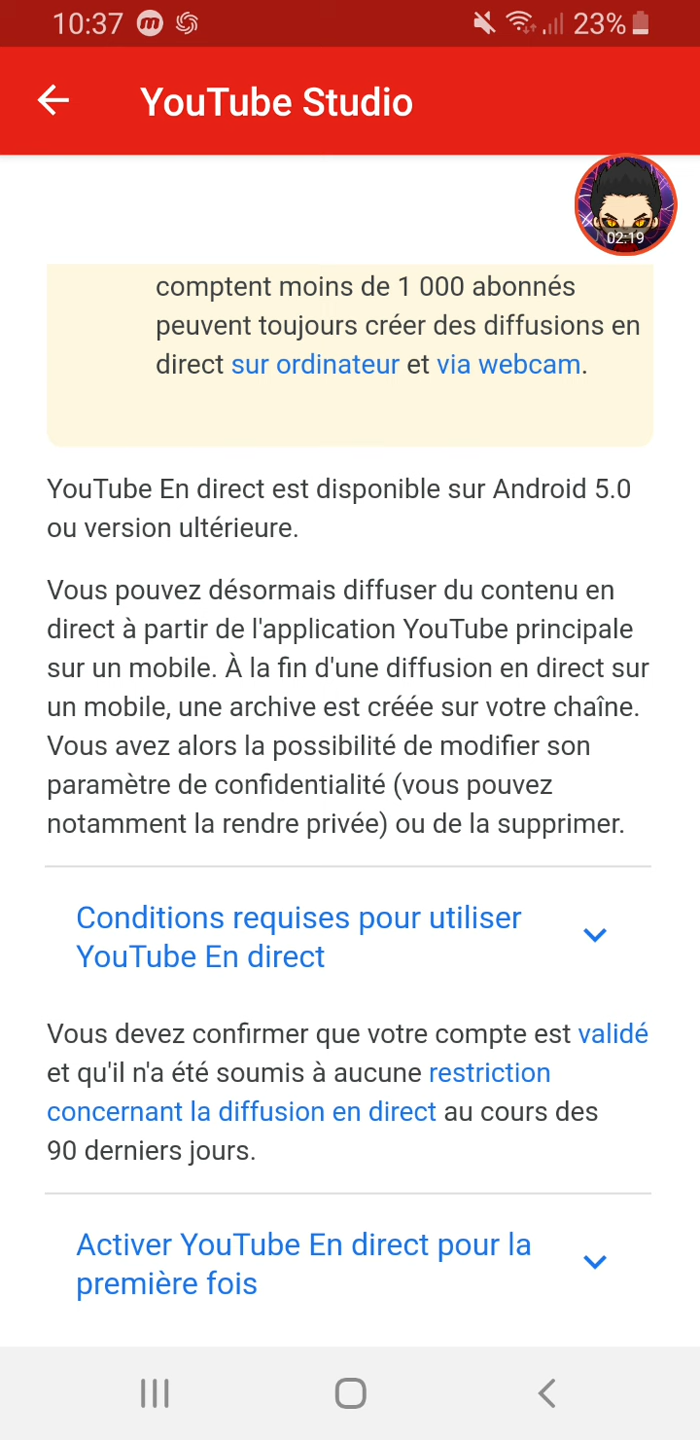 10:37 m 23%
YouTube Studio
02:19
comptent moins de 1 000 abonnés
peuvent toujours créer des diffusions en
direct sur ordinateur et via webcam.
YouTube En direct est disponible sur Android 5.0
ou version ultérieure.
Vous pouvez désormais diffuser du contenu en
direct à partir de l'application YouTube principale
sur un mobile. À la fin d'une diffusion en direct sur
un mobile, une archive est créée sur votre chaîne.
Vous avez alors la possibilité de modifier son
paramètre de confidentialité (vous pouvez
notamment la rendre privée) ou de la supprimer.
Conditions requises pour utiliser
YouTube En direct
Vous devez confirmer que votre compte est validé
et qu'il n'a été soumis à aucune restriction
concernant la diffusion en direct au cours des
90 derniers jours.
Activer YouTube En direct pour la
première fois